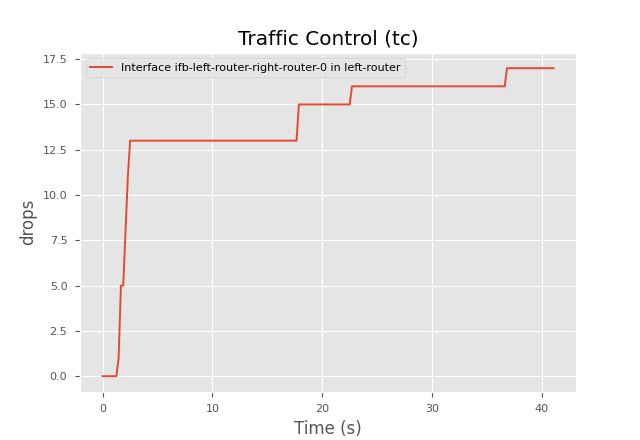 Traffic Control (tc)
Interface ifb-left-router-right-router-0 in left-router
17.5
15.0
12.5
10.0
7.5
5.0
2.5
0.0
drops
0 10 20 30 40
Time (s)